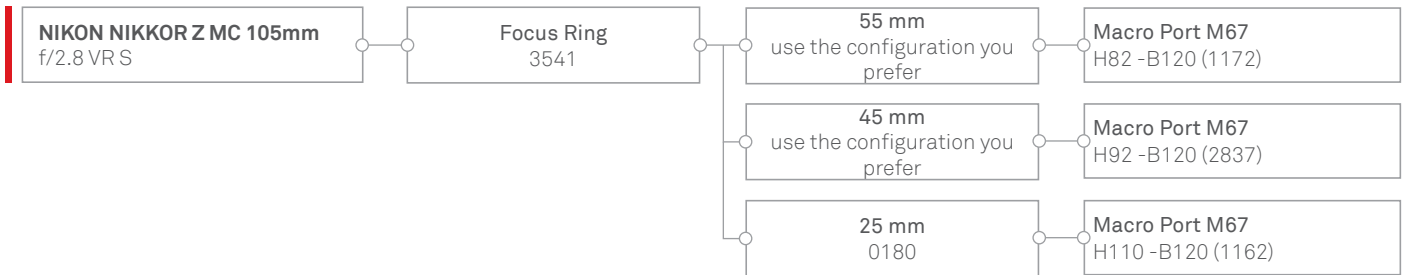 NIKON NIKKOR Z MC 105mm
f/2.8 VR S
Focus Ring
3541
55 mm
use the configuration you
prefer
Macro Port M67
H82 -B120 (1172)
45 mm
use the configuration you
prefer
Macro Port M67
H92 -B120 (2837)
25 mm
0180
Macro Port M67
H110 -B120 (1162)